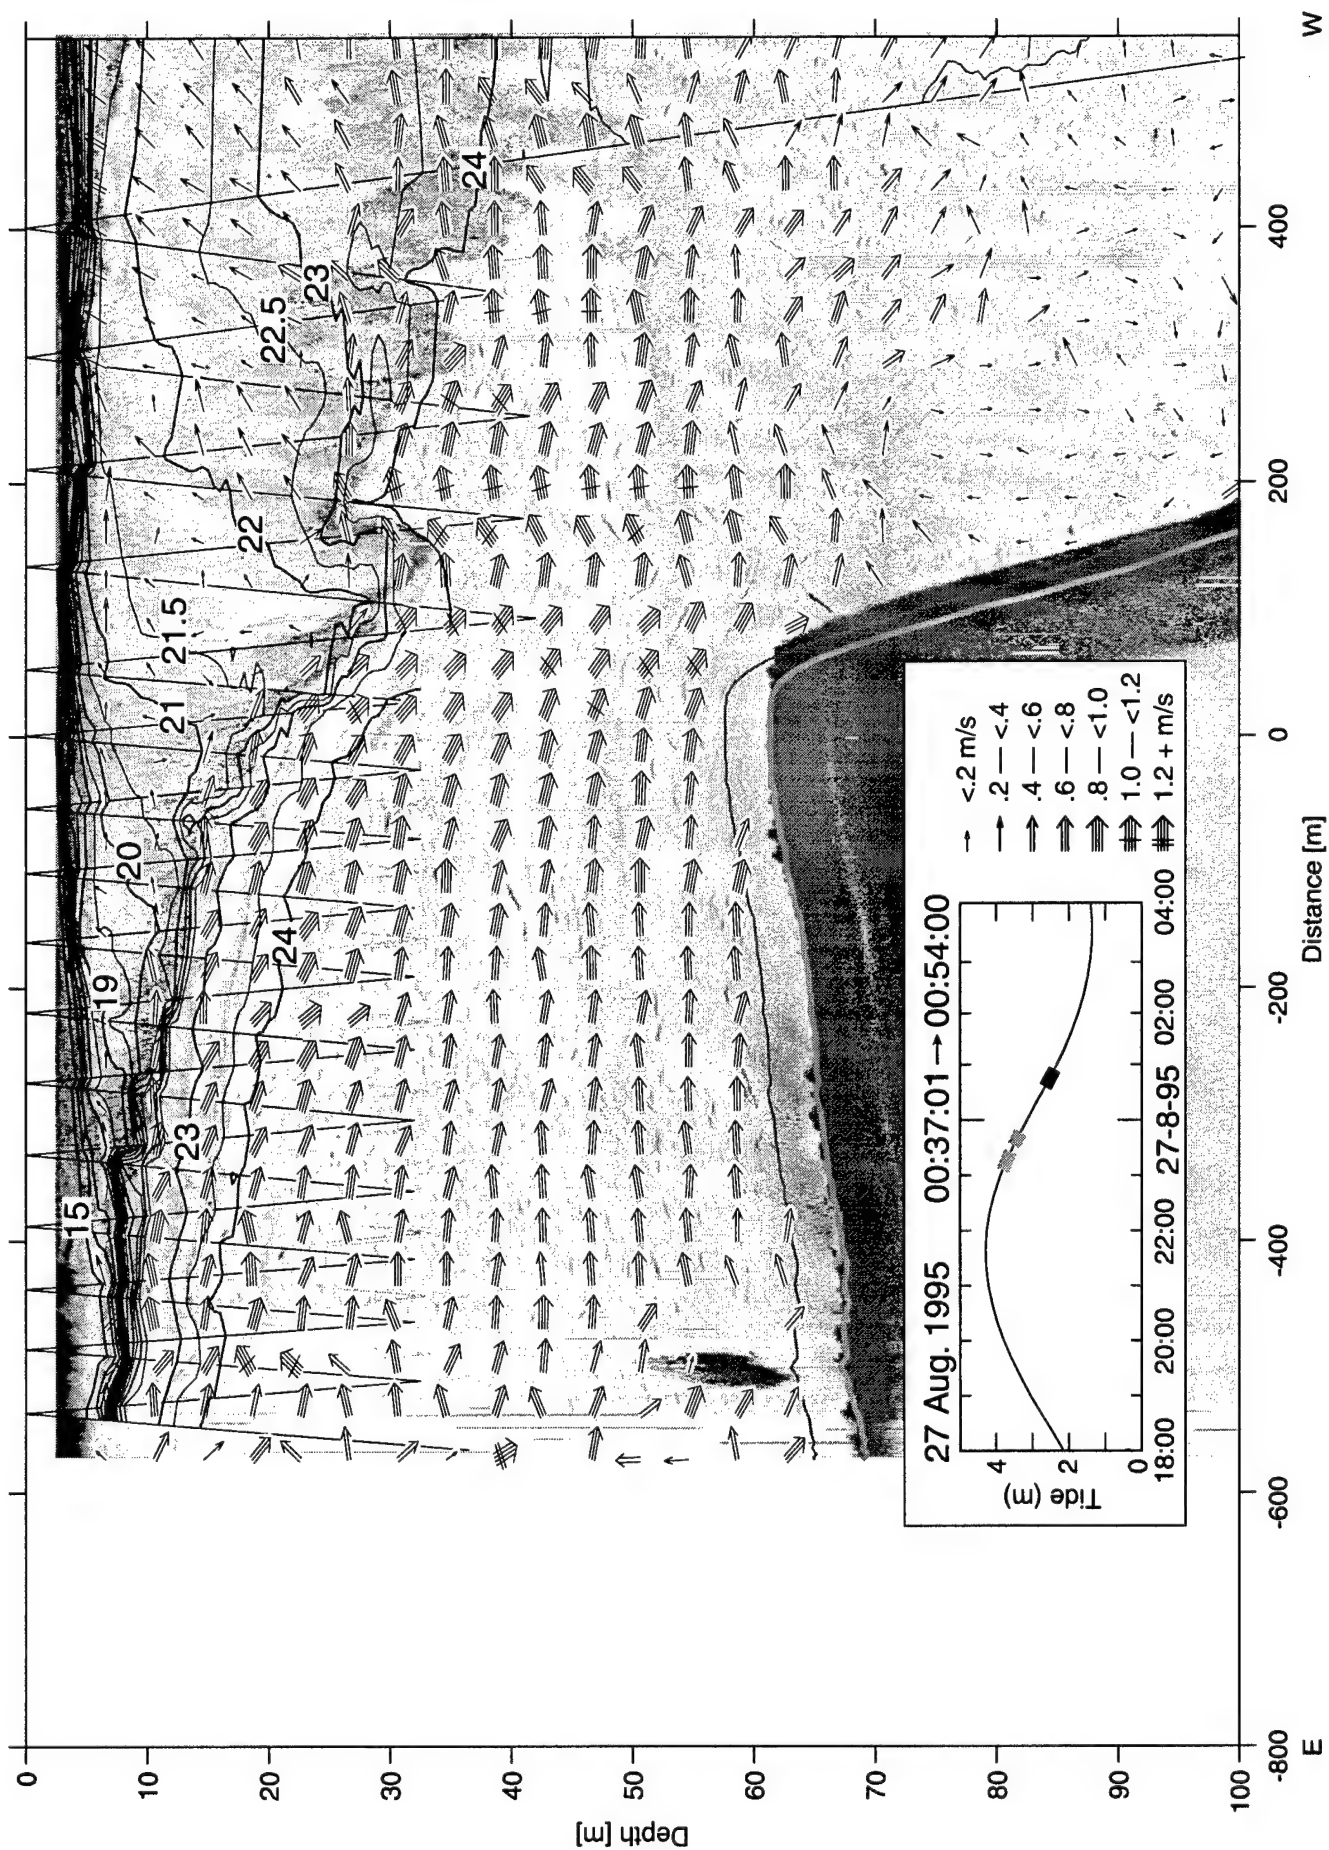 15
19
20
21
21.5
22
22.5
23
24
23
24
0
10
20
30
40
50
60
70
80
90
100
Depth [m]
-800
-600
-400
-200
0
200
400
Distance [m]
E
W
27 Aug. 1995 00:37:01 → 00:54:00
Tide (m)
4
2
0
18:00
20:00
22:00
27-8-95
02:00
04:00
<.2 m/s
.2 — <.4
.4 — <.6
.6 — <.8
.8 — <1.0
1.0 — <1.2
1.2 + m/s